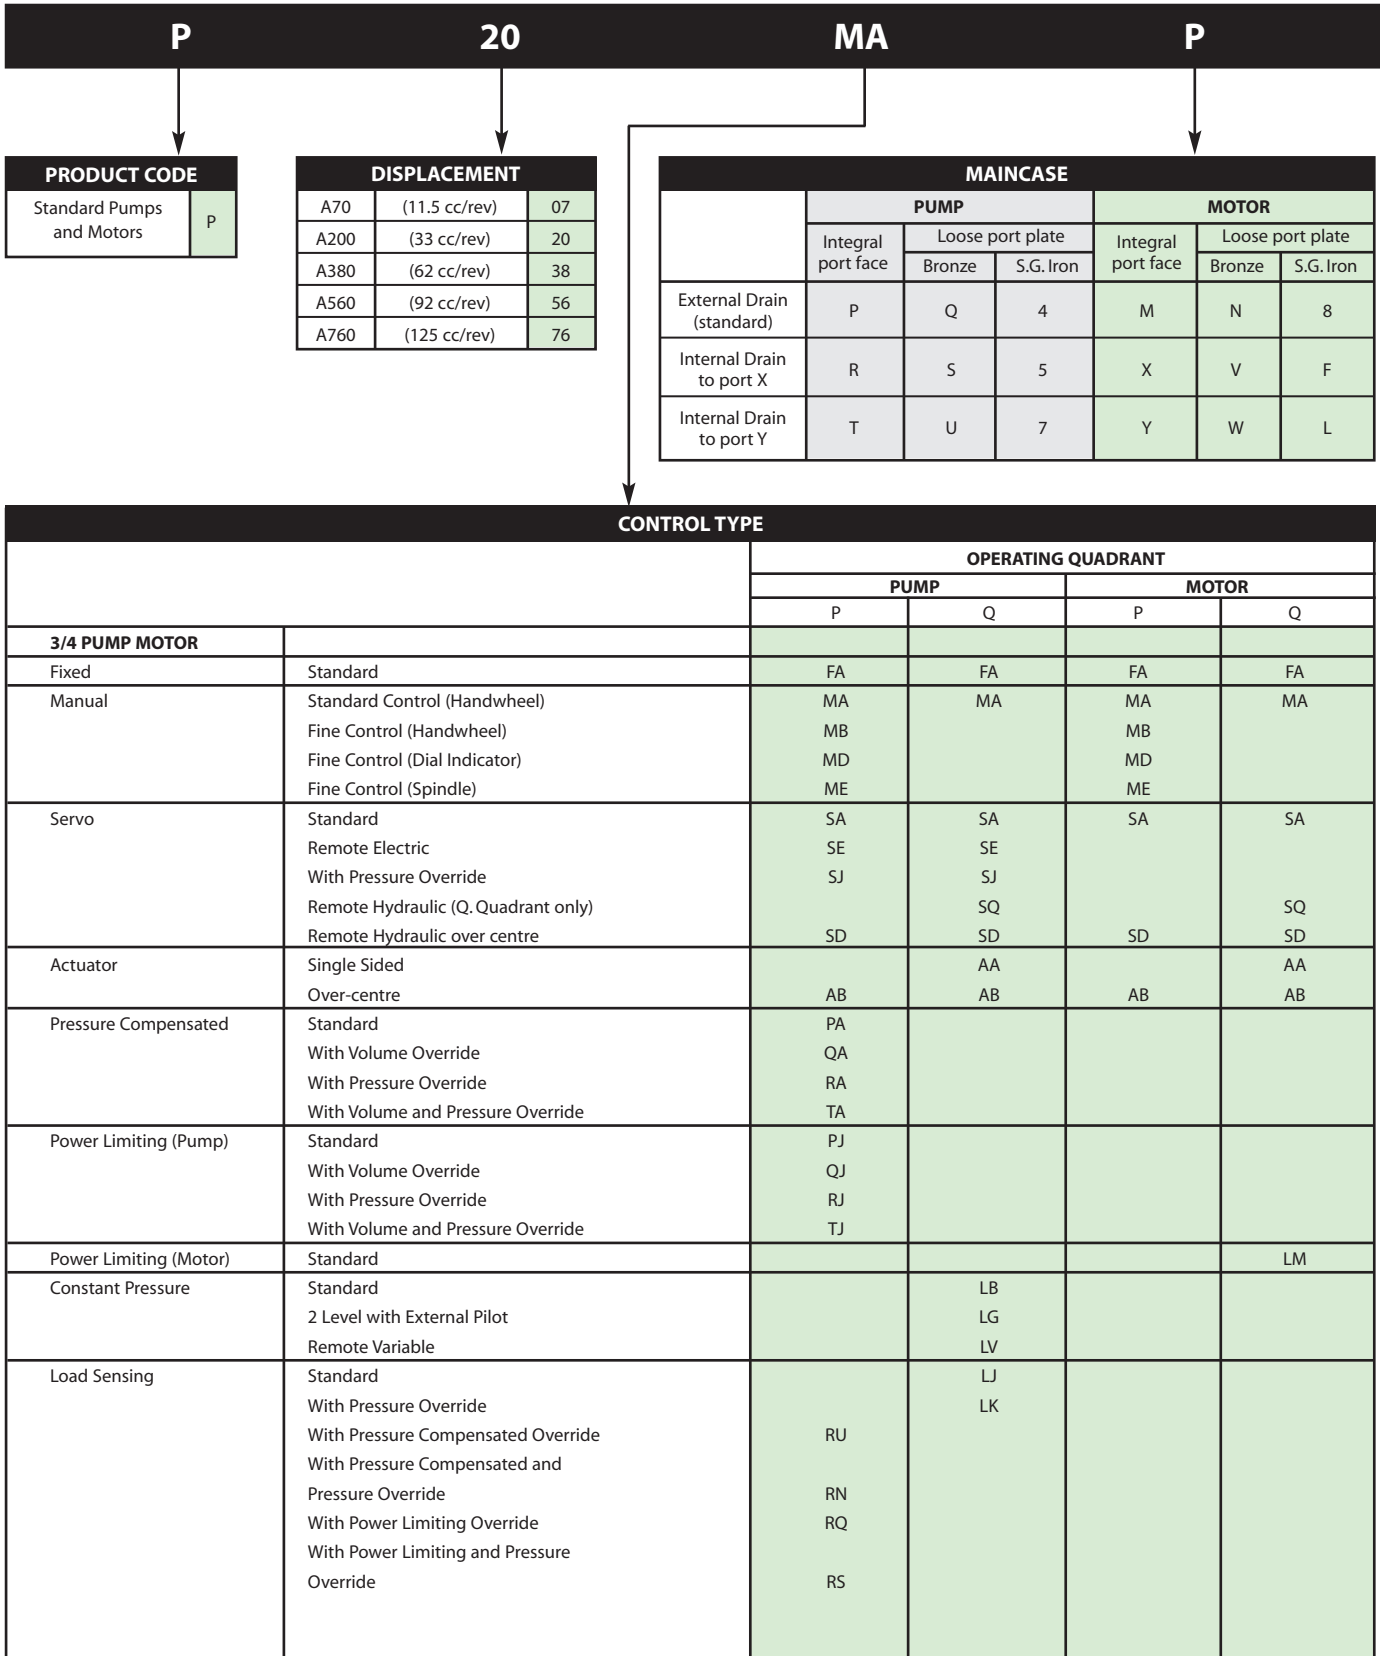 P 20 MA P
PRODUCT CODE
Standard Pumps
and Motors
P
DISPLACEMENT
A70 (11.5 cc/rev) 07
A200 (33 cc/rev) 20
A380 (62 cc/rev) 38
A560 (92 cc/rev) 56
A760 (125 cc/rev) 76
MAINCASE
PUMP MOTOR
Integral
port face
Loose port plate
Bronze S.G. Iron
Integral
port face
Loose port plate
Bronze S.G. Iron
External Drain
(standard)
P Q 4 M N 8
Internal Drain
to port X
R S 5 X V F
Internal Drain
to port Y
T U 7 Y W L
CONTROL TYPE
OPERATING QUADRANT
PUMP MOTOR
P Q P Q
3/4 PUMP MOTOR
Fixed Standard FA FA FA FA
Manual Standard Control (Handwheel) MA MA MA MA
Fine Control (Handwheel) MB MB
Fine Control (Dial Indicator) MD MD
Fine Control (Spindle) ME ME
Servo Standard SA SA SA SA
Remote Electric SE SE
With Pressure Override SJ SJ
Remote Hydraulic (Q. Quadrant only) SQ SQ
Remote Hydraulic over centre SD SD SD SD
Actuator Single Sided AA AA
Over-centre AB AB AB AB
Pressure Compensated Standard PA
With Volume Override QA
With Pressure Override RA
With Volume and Pressure Override TA
Power Limiting (Pump) Standard PJ
With Volume Override QJ
With Pressure Override RJ
With Volume and Pressure Override TJ
Power Limiting (Motor) Standard LM
Constant Pressure Standard LB
2 Level with External Pilot LG
Remote Variable LV
Load Sensing Standard LJ
With Pressure Override LK
With Pressure Compensated Override RU
With Pressure Compensated and
Pressure Override RN
With Power Limiting Override RQ
With Power Limiting and Pressure
Override RS